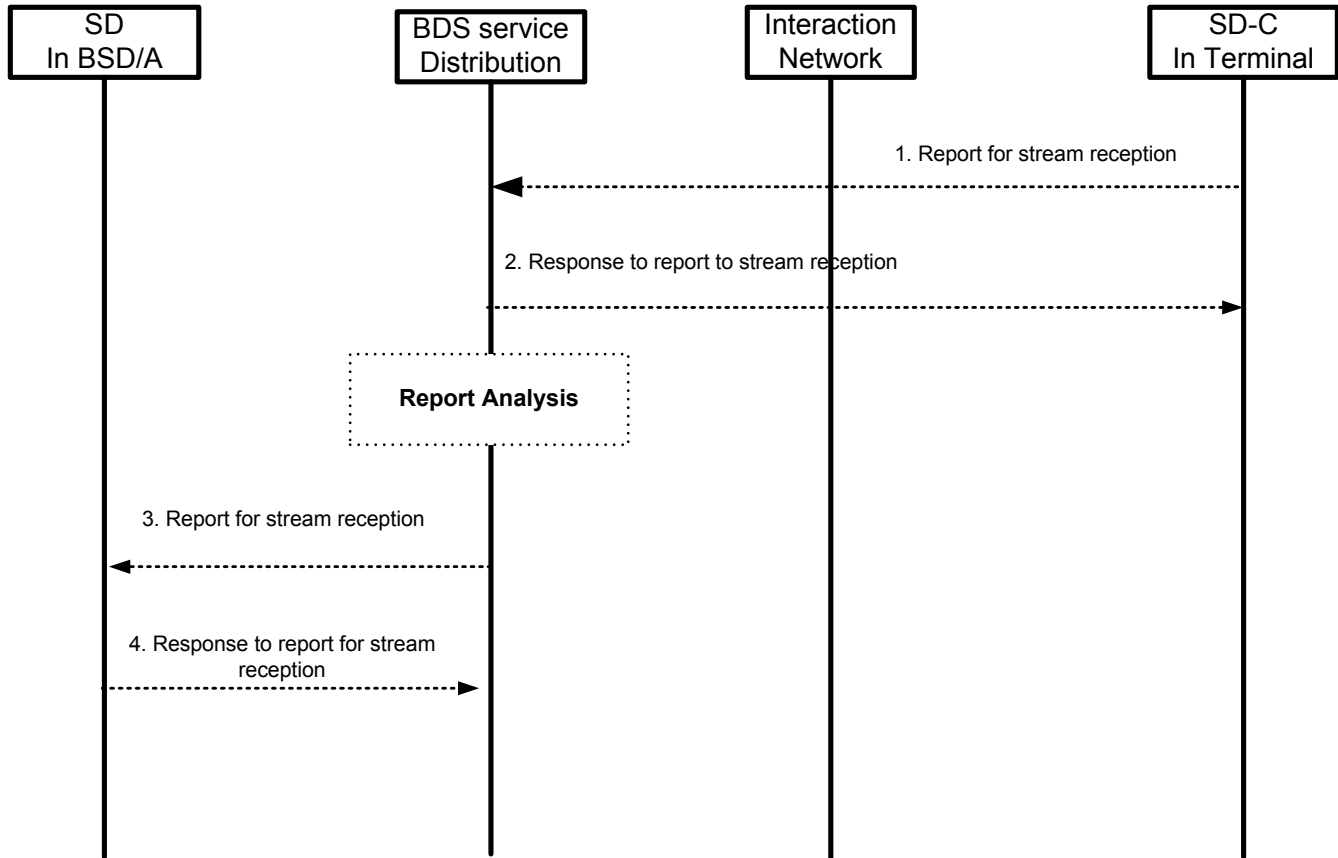 SD
In BSD/A
BDS service
Distribution
Interaction
Network
SD-C
In Terminal
1. Report for stream reception
2. Response to report to stream reception
Report Analysis
3. Report for stream reception
4. Response to report for stream
reception